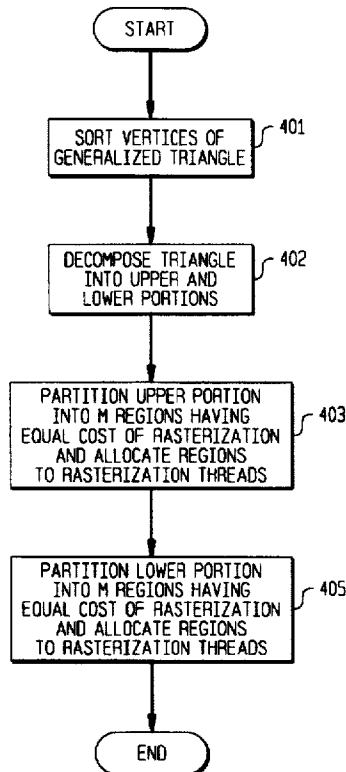 START
SORT VERTICES OF
GENERALIZED TRIANGLE
401
DECOMPOSE TRIANGLE
INTO UPPER AND
LOWER PORTIONS
402
PARTITION UPPER PORTION
INTO M REGIONS HAVING
EQUAL COST OF RASTERIZATION
AND ALLOCATE REGIONS
TO RASTERIZATION THREADS
403
PARTITION LOWER PORTION
INTO M REGIONS HAVING
EQUAL COST OF RASTERIZATION
AND ALLOCATE REGIONS
TO RASTERIZATION THREADS
405
END